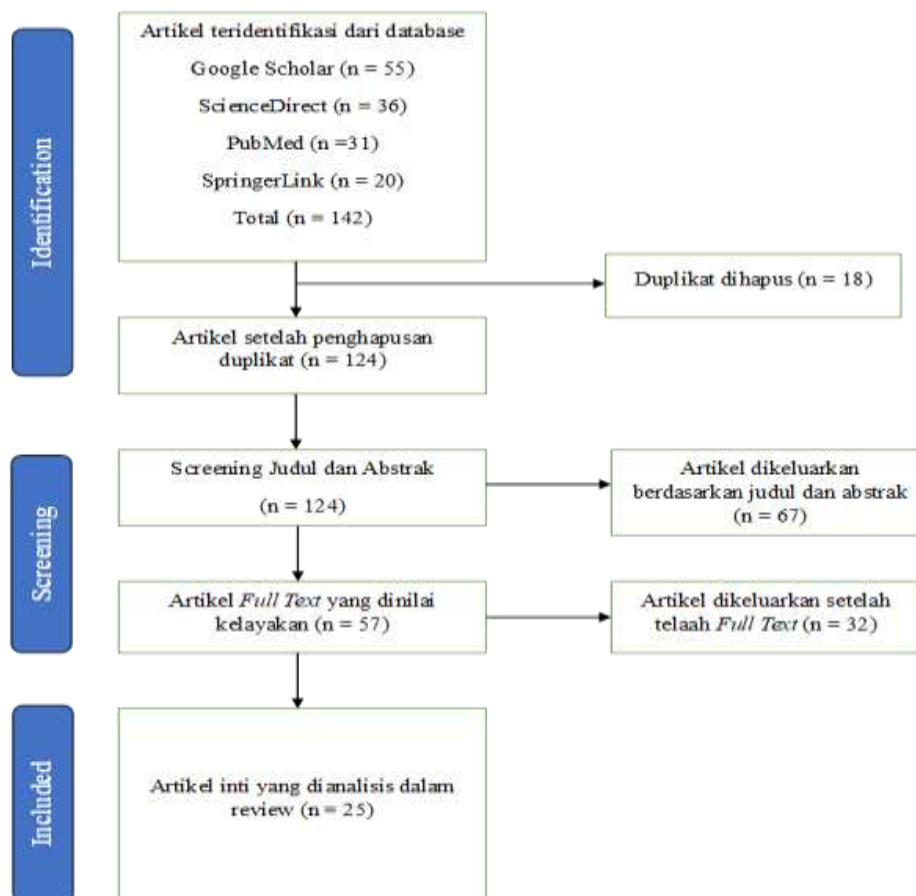 Identification
Artikel teridentifikasi dari database
Google Scholar (n = 55)
ScienceDirect (n = 36)
PubMed (n =31)
SpringerLink (n = 20)
Total (n = 142)
Duplikat dihapus (n = 18)
Artikel setelah penghapusan
duplikat (n = 124)
Screening
Screening Judul dan Abstrak
(n = 124)
Artikel dikeluarkan
berdasarkan judul dan abstrak
(n = 67)
Artikel Full Text yang dinilai
kelayakan (n = 57)
Artikel dikeluarkan setelah
telaah Full Text (n = 32)
Included
Artikel inti yang dianalisis dalam
review (n = 25)